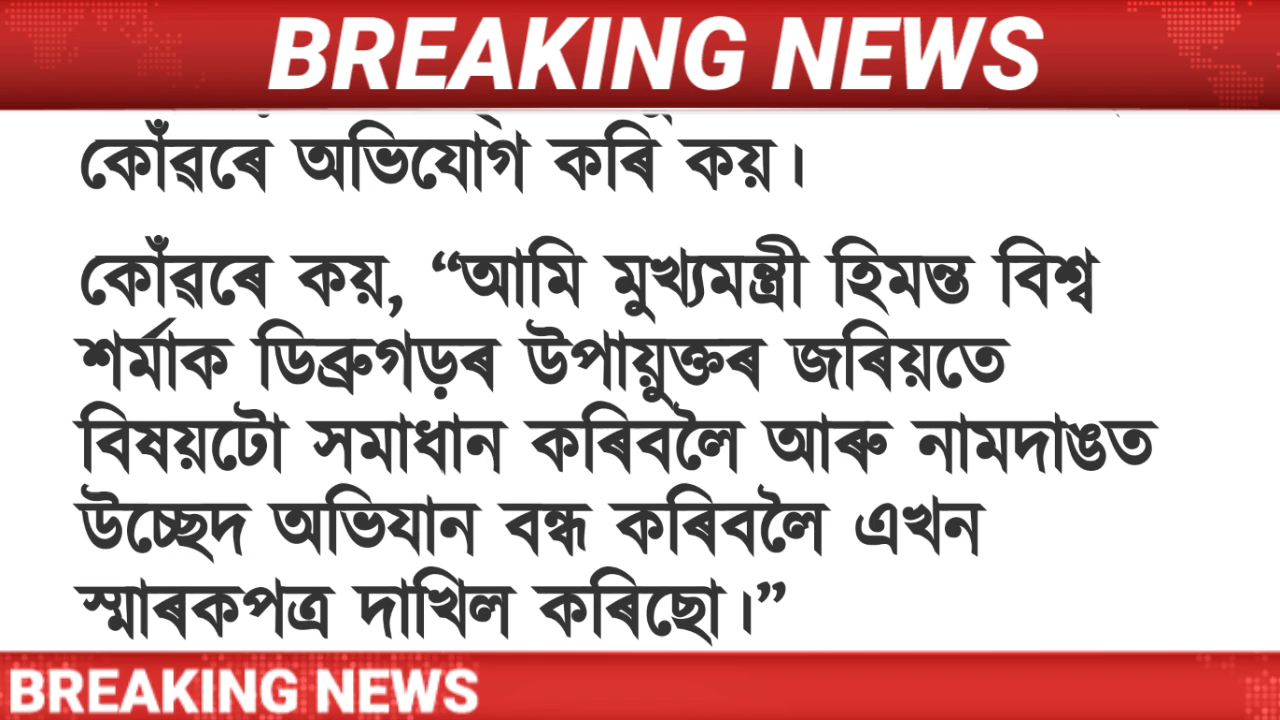 BREAKING NEWS
কোঁৱৰে অভিযোগ কৰি কয়।
কোঁৱৰে কয়, “আমি মুখ্যমন্ত্ৰী হিমন্ত বিশ্ব
শৰ্মাক ডিব্ৰুগড়ৰ উপায়ুক্তৰ জৰিয়তে
বিষয়টো সমাধান কৰিবলৈ আৰু নামদাঙত
উচ্ছেদ অভিযান বন্ধ কৰিবলৈ এখন
স্মাৰকপত্ৰ দাখিল কৰিছো।”
BREAKING NEWS